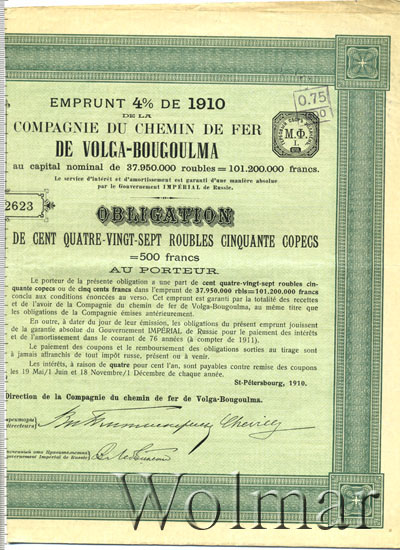 EMPRUNT 4% DE 1910
DE LA
COMPAGNIE DU CHEMIN DE FER
DE VOLGA-BOUGOULMA
au capital nominal de 37.950.000 roubles = 101.200.000 francs.
Le service d'intérêt et d'amortissement est garanti d'une manière absolue
par le Gouvernement IMPÉRIAL de Russie.
0.75
М.Ф.
2623
OBLIGATION
DE CENT QUATRE-VINGT-SEPT ROUBLES CINQUANTE COPECS
= 500 francs
AU PORTEUR.
Le porteur de la présente obligation a une part de cent quatre-vingt-sept roubles cin-
quante copecs ou de cinq cents francs dans l'emprunt de 37.950.000 rbls=101.200.000 francs
conclu aux conditions énoncées au verso. Cet emprunt est garanti par la totalité des recettes
et de l'avoir de la Compagnie du chemin de fer de Volga-Bougoulma, au même titre que
les obligations de la Compagnie émises antérieurement.
En outre, à dater du jour de leur émission, les obligations du présent emprunt jouissent
de la garantie absolue du Gouvernement IMPÉRIAL de Russie pour le paiement des intérêts
et de l'amortissement dans le courant de 76 années (à compter de 1911).
Le paiement des coupons et le remboursement des obligations sorties au tirage sont
à jamais affranchis de tout impôt russe, présent ou à venir.
Les intérêts, à raison de quatre pour cent l'an, sont payables contre remise des coupons
les 19 Mai/1 Juin et 18 Novembre/1 Décembre de chaque année.
St-Pétersbourg, 1910.
Direction de la Compagnie du chemin de fer de Volga-Bougoulma.
Wolmar